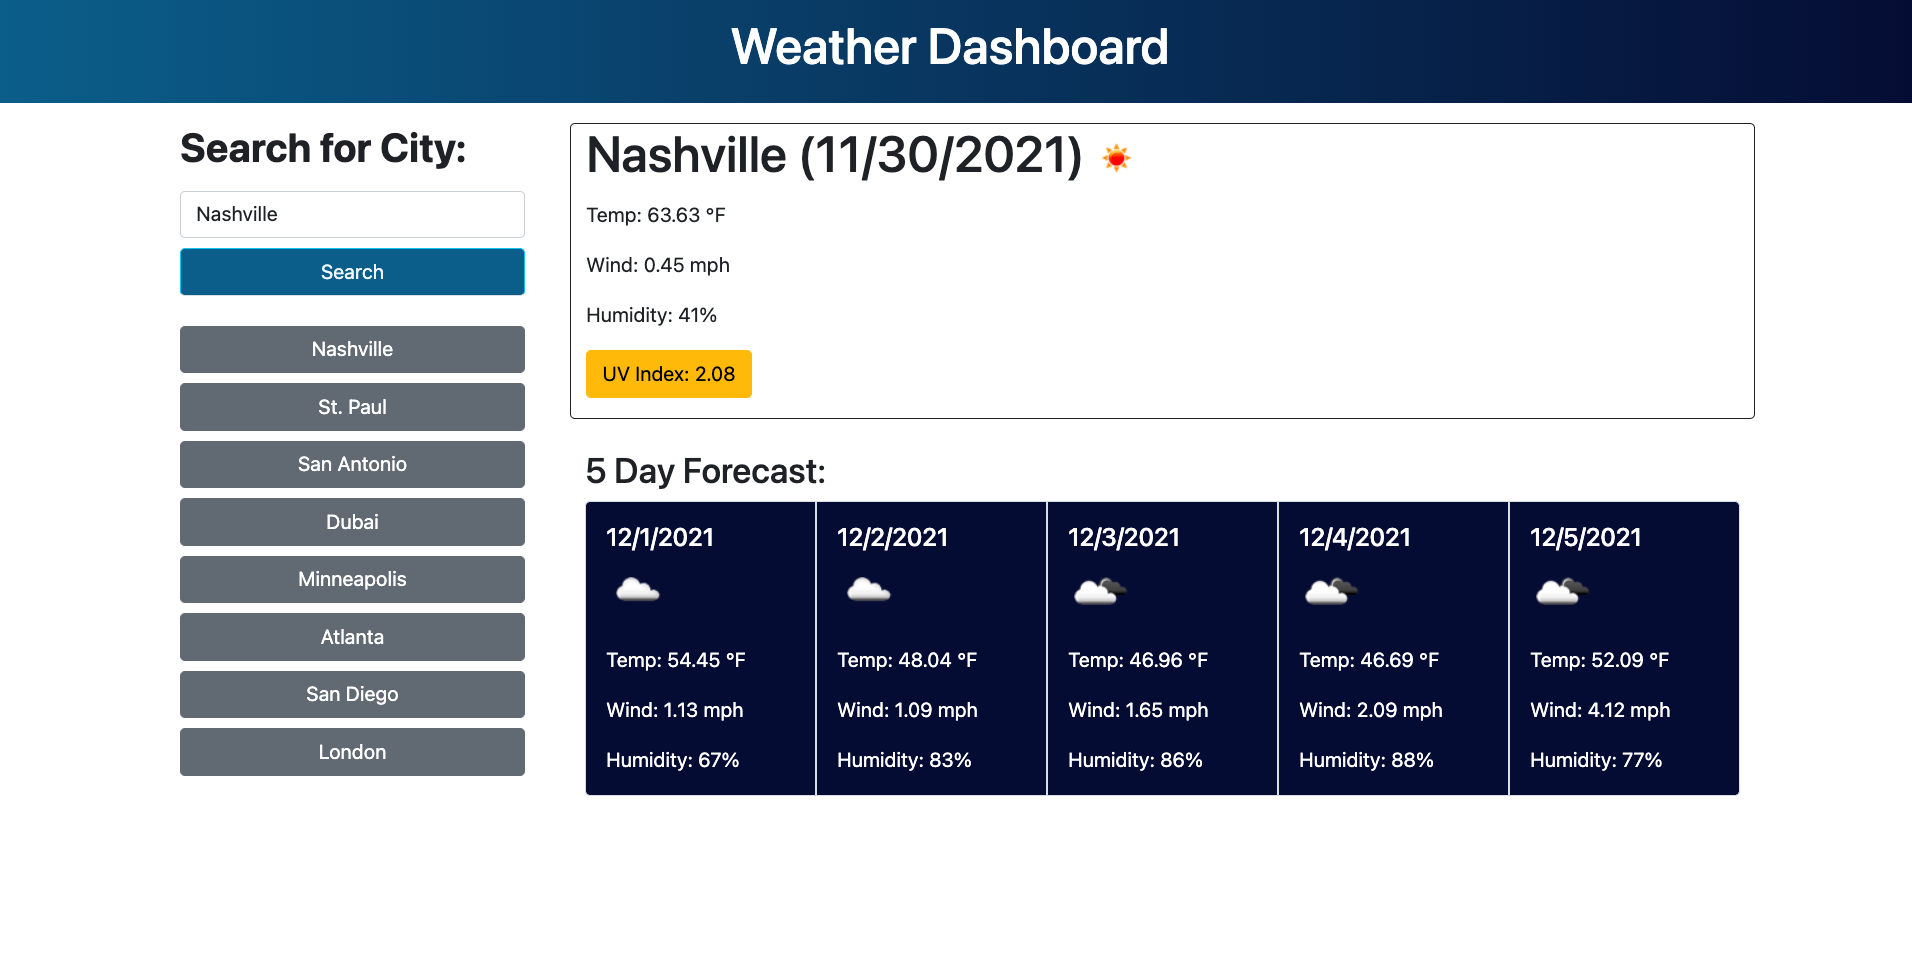 Weather Dashboard
Search for City:
Nashville
Search
Nashville
St. Paul
San Antonio
Dubai
Minneapolis
Atlanta
San Diego
London
Nashville (11/30/2021)
Temp: 63.63 °F
Wind: 0.45 mph
Humidity: 41%
UV Index: 2.08
5 Day Forecast:
12/1/2021
Temp: 54.45 °F
Wind: 1.13 mph
Humidity: 67%
12/2/2021
Temp: 48.04 °F
Wind: 1.09 mph
Humidity: 83%
12/3/2021
Temp: 46.96 °F
Wind: 1.65 mph
Humidity: 86%
12/4/2021
Temp: 46.69 °F
Wind: 2.09 mph
Humidity: 88%
12/5/2021
Temp: 52.09 °F
Wind: 4.12 mph
Humidity: 77%